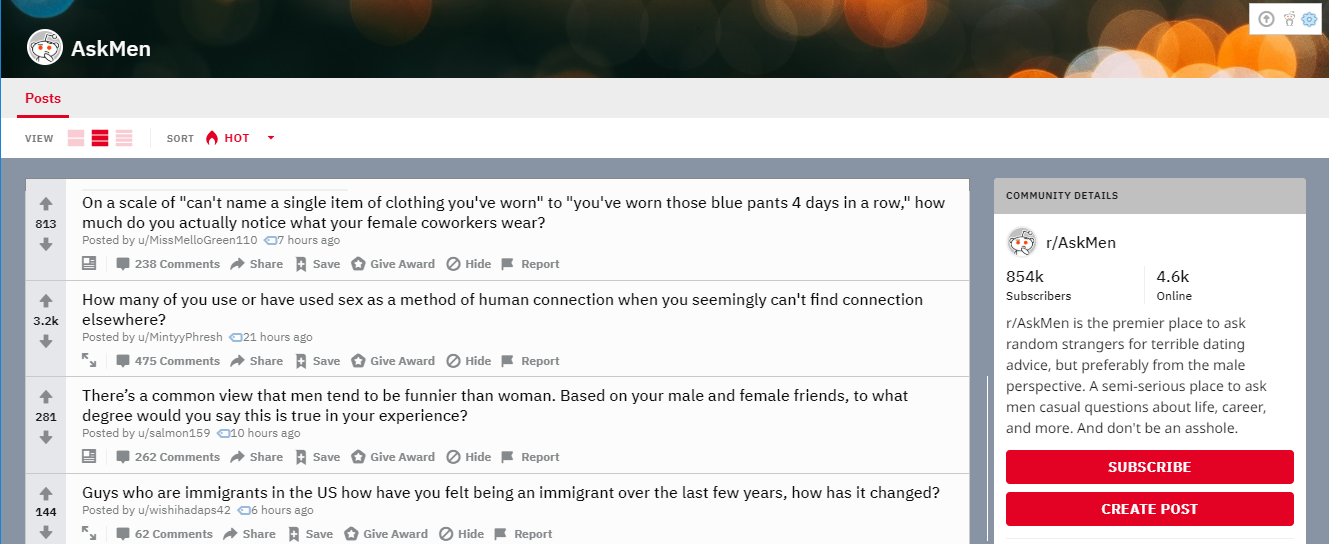 AskMen
Posts
VIEW SORT HOT
813
On a scale of "can't name a single item of clothing you've worn" to "you've worn those blue pants 4 days in a row," how
much do you actually notice what your female coworkers wear?
Posted by u/MissMelloGreen110 7 hours ago
238 Comments Share Save Give Award Hide Report
3.2k
How many of you use or have used sex as a method of human connection when you seemingly can't find connection
elsewhere?
Posted by u/MintyyPhresh 21 hours ago
475 Comments Share Save Give Award Hide Report
281
There’s a common view that men tend to be funnier than woman. Based on your male and female friends, to what
degree would you say this is true in your experience?
Posted by u/salmon159 10 hours ago
262 Comments Share Save Give Award Hide Report
144
Guys who are immigrants in the US how have you felt being an immigrant over the last few years, how has it changed?
Posted by u/wishihadaps42 6 hours ago
62 Comments Share Save Give Award Hide Report
COMMUNITY DETAILS
r/AskMen
854k 4.6k
Subscribers Online
r/AskMen is the premier place to ask
random strangers for terrible dating
advice, but preferably from the male
perspective. A semi-serious place to ask
men casual questions about life, career,
and more. And don't be an asshole.
SUBSCRIBE
CREATE POST